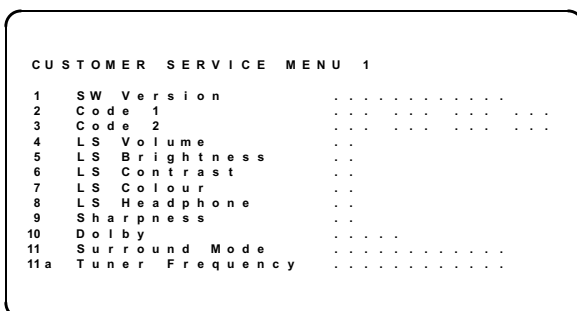 CUSTOMER SERVICE MENU 1
1 SW Version . . . . . . . . . . . .
2 Code 1 . . . . . . . . . . . .
3 Code 2 . . . . . . . . . . . .
4 LS Volume . .
5 LS Brightness . .
6 LS Contrast . .
7 LS Colour . .
8 LS Headphone . .
9 Sharpness . .
10 Dolby . . . . .
11 Surround Mode . . . . . . . . . . . .
11a Tuner Frequency . . . . . . . . . . . .